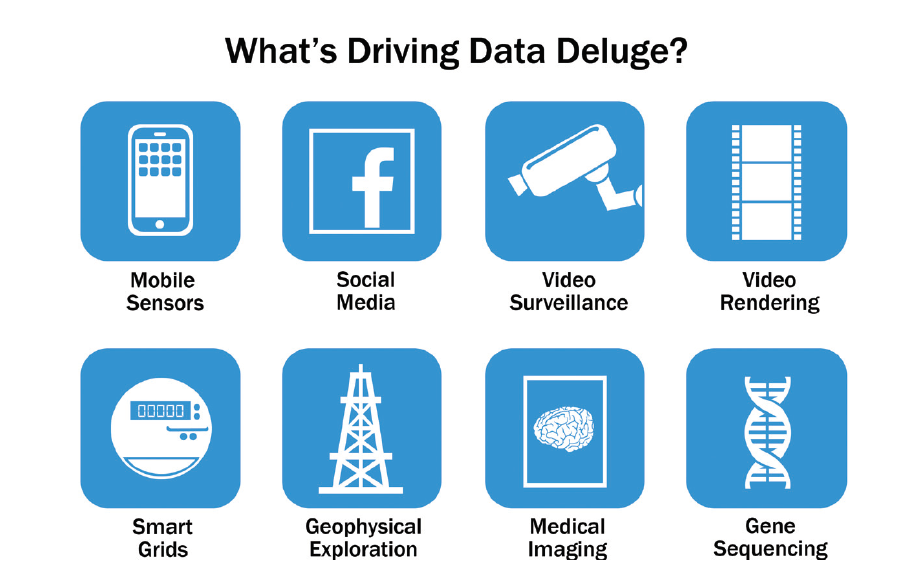 What's Driving Data Deluge?
f
Mobile
Sensors
Social
Media
Video
Surveillance
Video
Rendering
00000
Smart
Grids
Geophysical
Exploration
Medical
Imaging
Gene
Sequencing